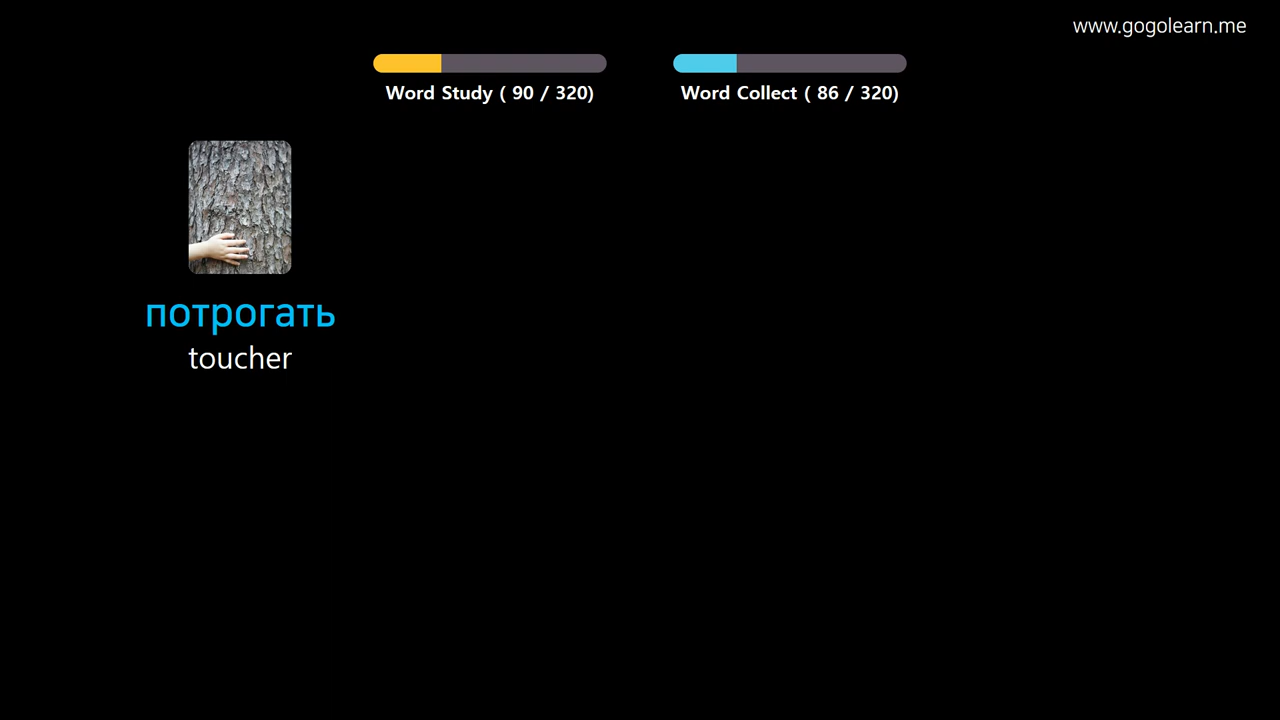 www.gogolearn.me
Word Study ( 90 / 320)
Word Collect ( 86 / 320)
потрогать
toucher